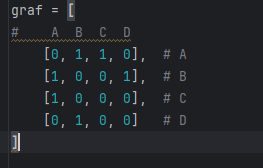 graf = [
#    A  B  C  D
    [0, 1, 1, 0],  # A
    [1, 0, 0, 1],  # B
    [1, 0, 0, 0],  # C
    [0, 1, 0, 0]   # D
]